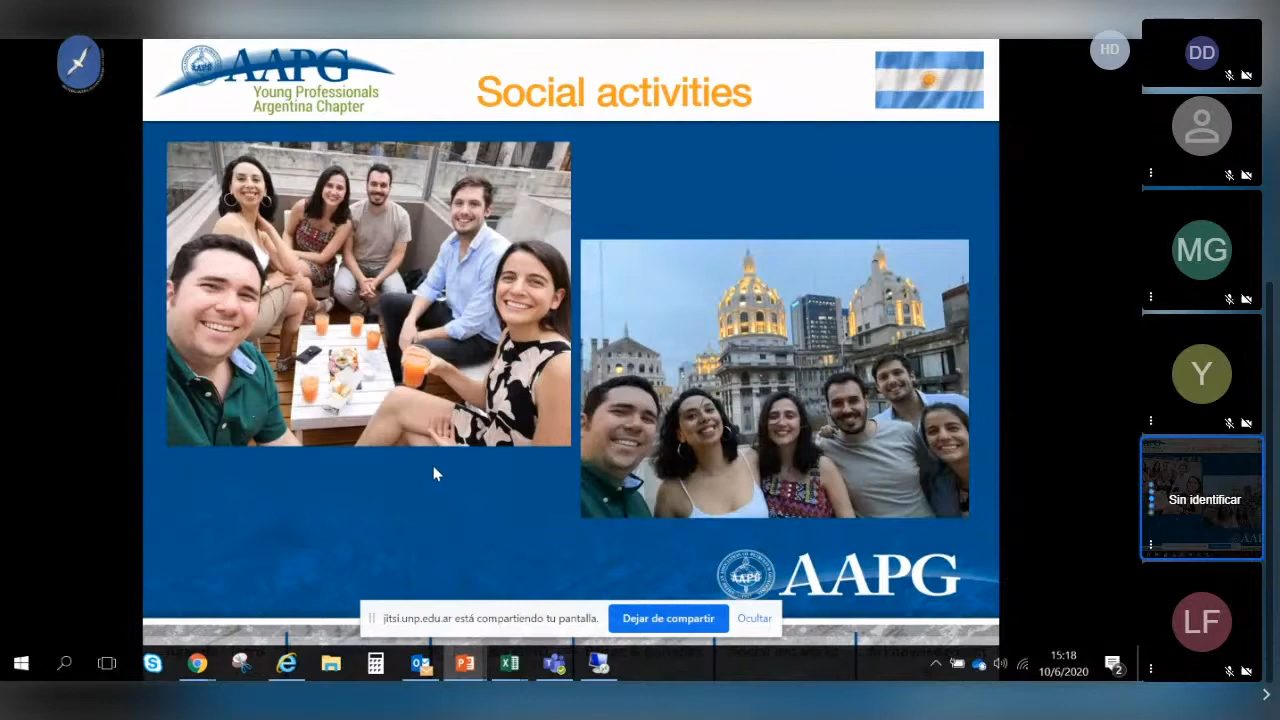 AAPG
Young Professionals
Argentina Chapter
Social activities
HD
DD
MG
Y
Sin identificar
LF
AAPG
jitsi.unp.edu.ar está compartiendo tu pantalla.
Dejar de compartir
Ocultar
15:18
10/6/2020
2